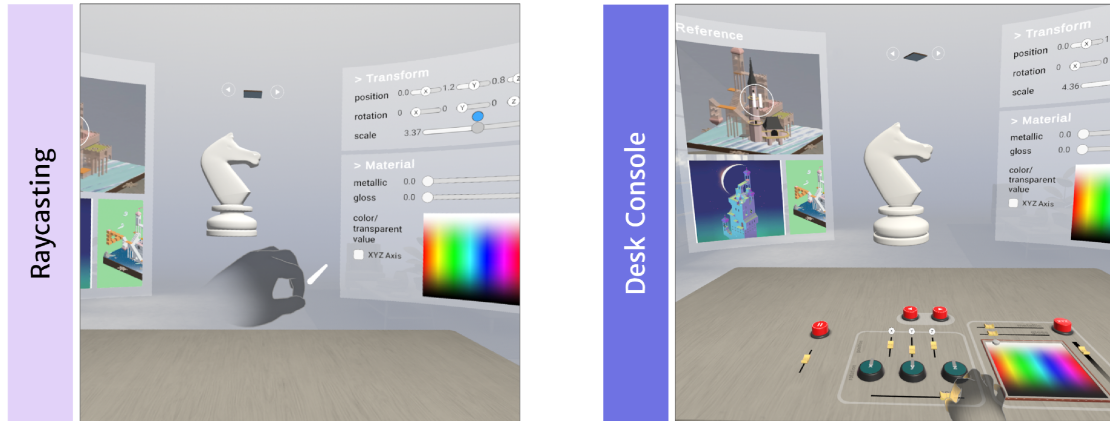 Raycasting
> Transform
position 0.0 X 1.2 Y 0.8 Z
rotation 0 X 0 Y 0 Z
scale 3.37
> Material
metallic 0.0
gloss 0.0
color/
transparent
value
XYZ Axis
Desk Console
Reference
> Transform
position 0.0 X 1
rotation 0 X 0
scale 4.36
> Material
metallic 0.0
gloss 0.0
color/
transparent
value
XYZ Axis